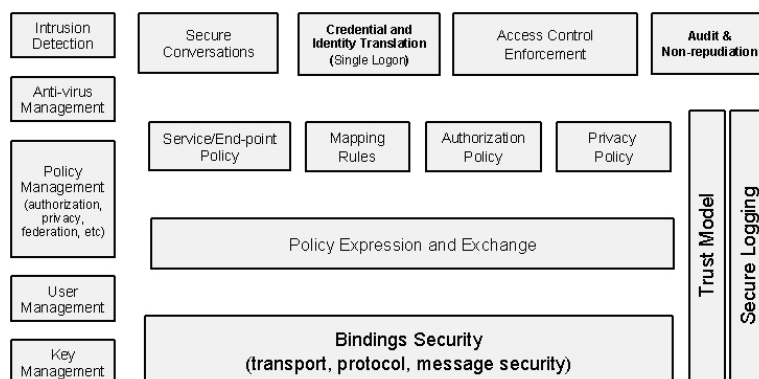 Intrusion
Detection
Secure
Conversations
Credential and
Identity Translation
(Single Logon)
Access Control
Enforcement
Audit &
Non-repudiation
Anti-virus
Management
Service/End-point
Policy
Mapping
Rules
Authorization
Policy
Privacy
Policy
Policy
Management
(authorization,
privacy,
federation, etc)
Policy Expression and Exchange
Trust Model
Secure Logging
User
Management
Bindings Security
(transport, protocol, message security)
Key
Management